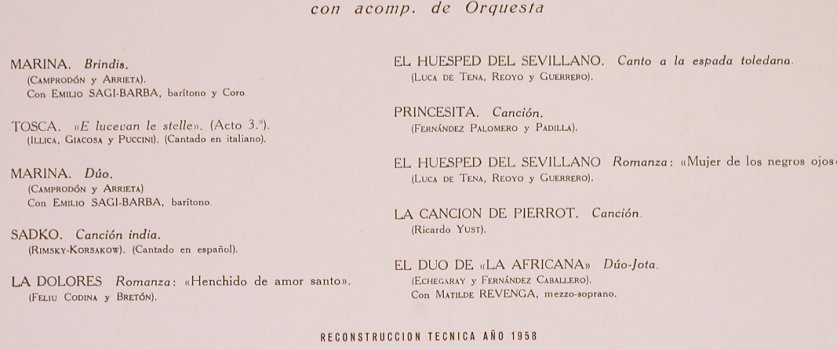 con acomp. de Orquesta
MARINA. Brindis.
(CAMPRODÓN y ARRIETA).
Con EMILIO SAGI-BARBA, barítono y Coro.
TOSCA. «E lucevan le stelle». (Acto 3.º).
(ILLICA, GIACOSA y PUCCINI). (Cantado en italiano).
MARINA. Dúo.
(CAMPRODÓN y ARRIETA)
Con EMILIO SAGI-BARBA, barítono.
SADKO. Canción india.
(RIMSKY-KORSAKOW). (Cantado en español).
LA DOLORES Romanza: «Henchido de amor santo».
(FELIU CODINA y BRETÓN).
EL HUESPED DEL SEVILLANO. Canto a la espada toledana.
(LUCA DE TENA, REOYO y GUERRERO).
PRINCESITA. Canción.
(FERNÁNDEZ PALOMERO y PADILLA).
EL HUESPED DEL SEVILLANO Romanza: «Mujer de los negros ojos»
(LUCA DE TENA, REOYO y GUERRERO).
LA CANCION DE PIERROT. Canción.
(Ricardo YUST).
EL DUO DE «LA AFRICANA» Dúo-Jota.
(ECHEGARAY y FERNÁNDEZ CABALLERO).
Con MATILDE REVENGA, mezzo-soprano.
RECONSTRUCCION TECNICA AÑO 1958